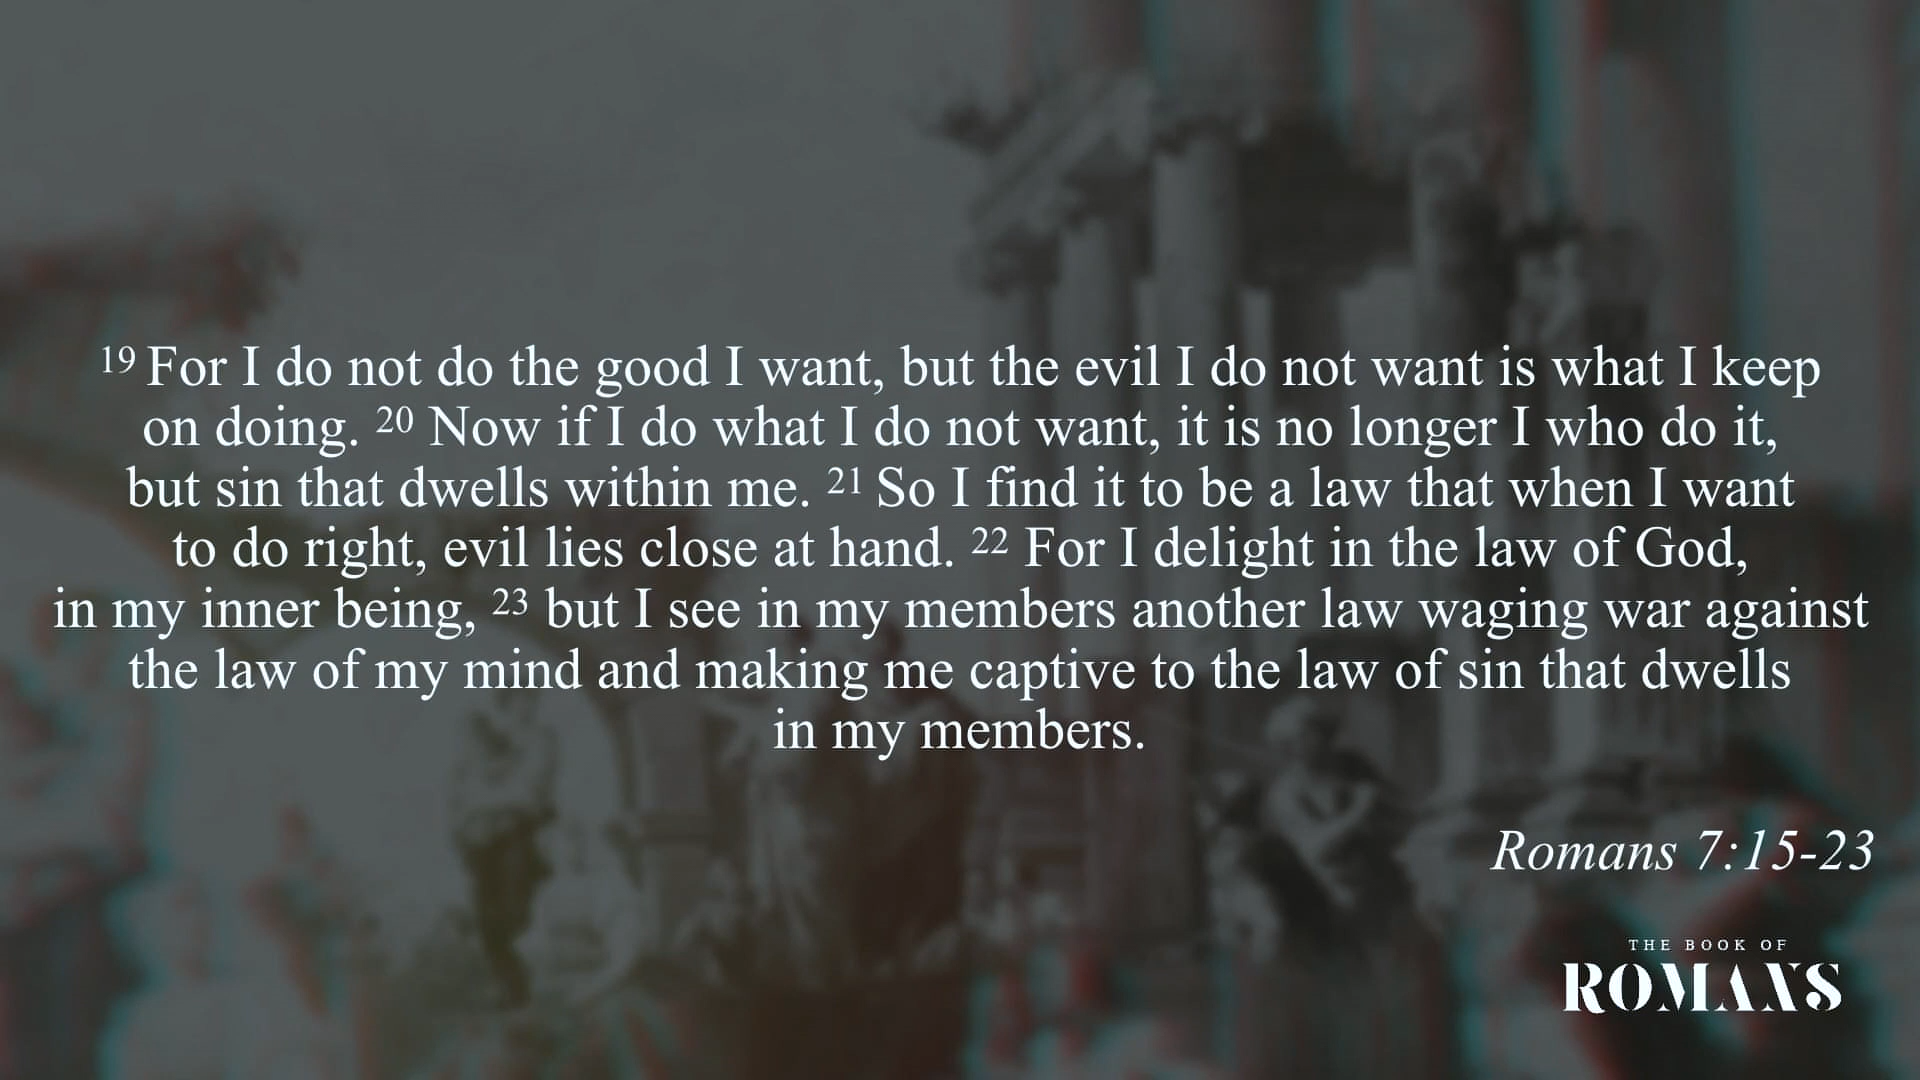 19 For I do not do the good I want, but the evil I do not want is what I keep
on doing. 20 Now if I do what I do not want, it is no longer I who do it,
but sin that dwells within me. 21 So I find it to be a law that when I want
to do right, evil lies close at hand. 22 For I delight in the law of God,
in my inner being, 23 but I see in my members another law waging war against
the law of my mind and making me captive to the law of sin that dwells
in my members.
Romans 7:15-23
THE BOOK OF
ROMANS